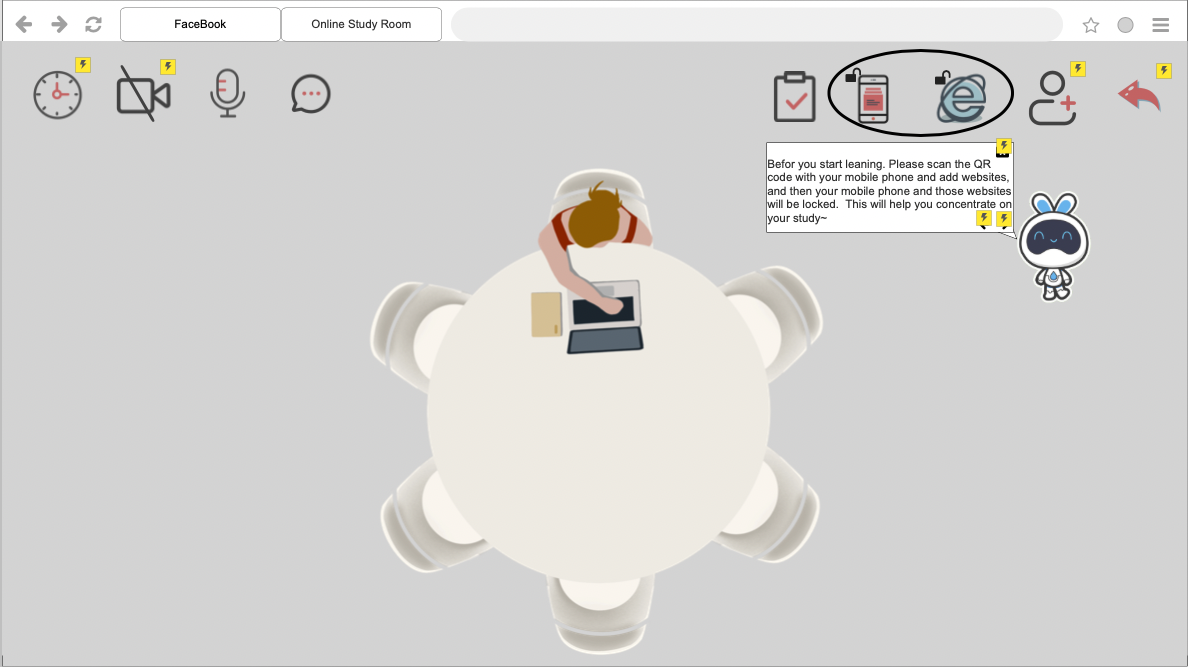 FaceBook
Online Study Room
Befor you start leaning. Please scan the QR
code with your mobile phone and add websites,
and then your mobile phone and those websites
will be locked.  This will help you concentrate on
your study~